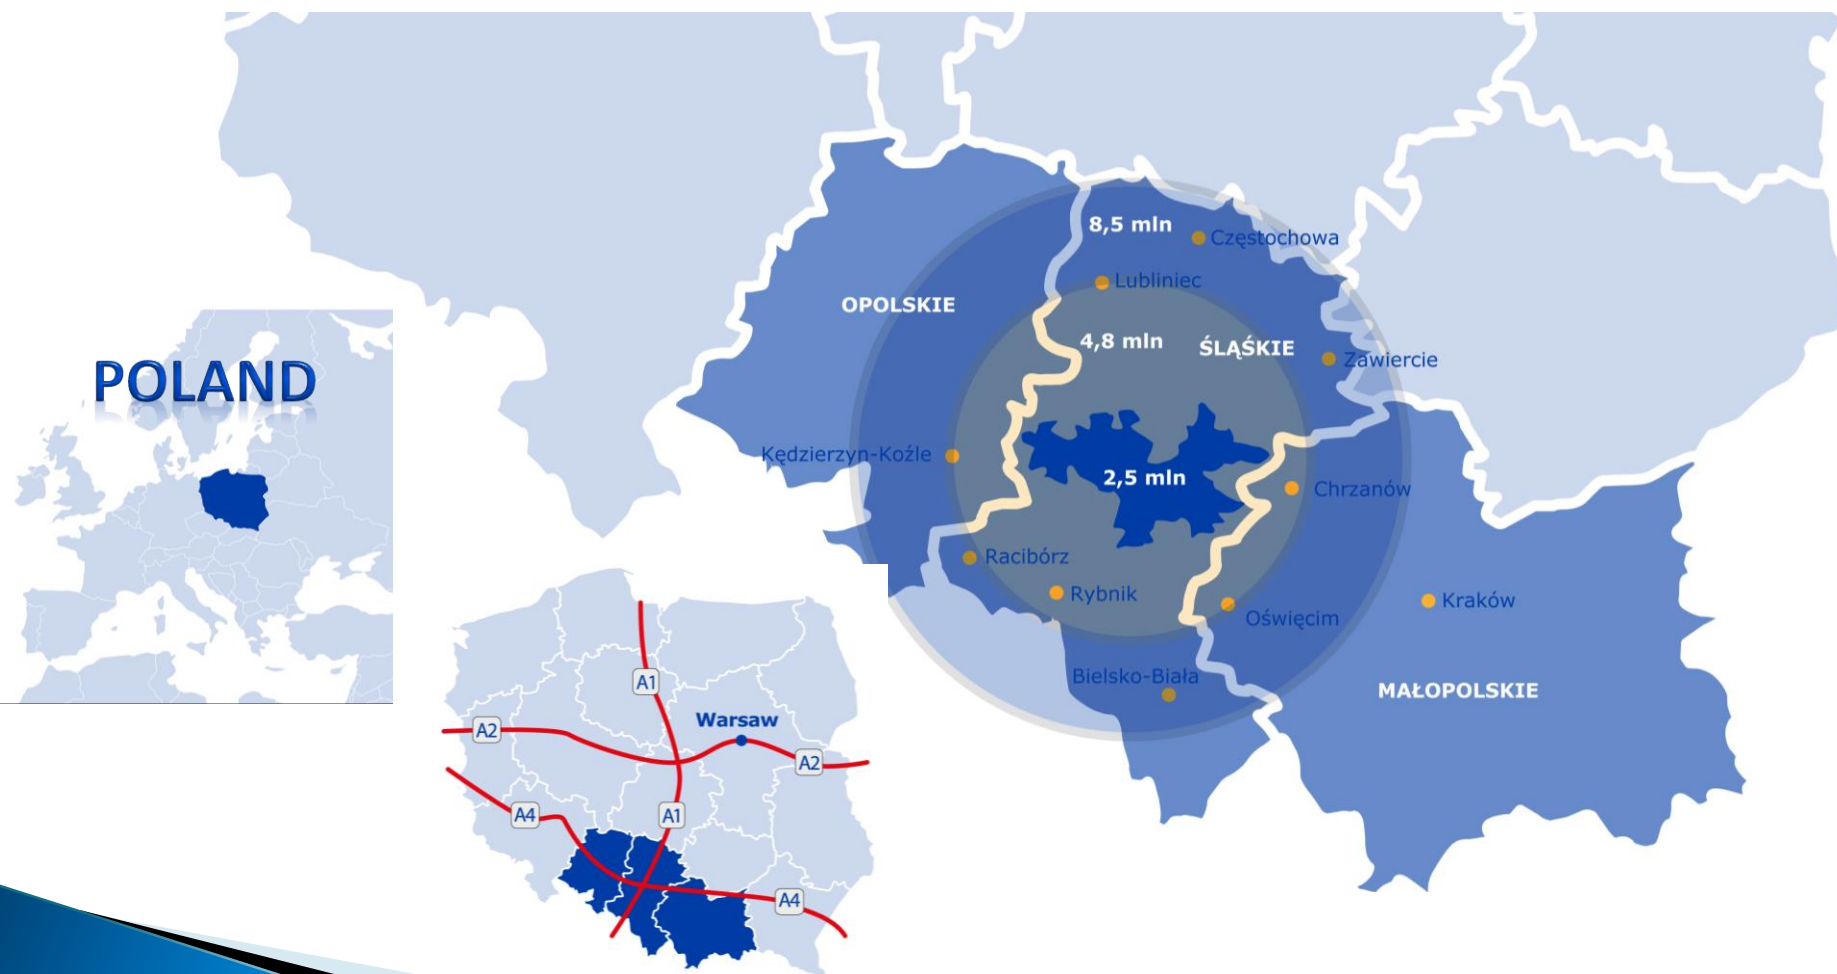 8,5 mln
Częstochowa
Lubliniec
OPOLSKIE
4,8 mln
ŚLĄŚKIE
Zawiercie
POLAND
Kędzierzyn-Koźle
2,5 mln
Chrzanów
Racibórz
Rybnik
Kraków
Oświęcim
Bielsko-Biała
MAŁOPOLSKIE
A1
Warsaw
A2
A2
A4
A1
A4